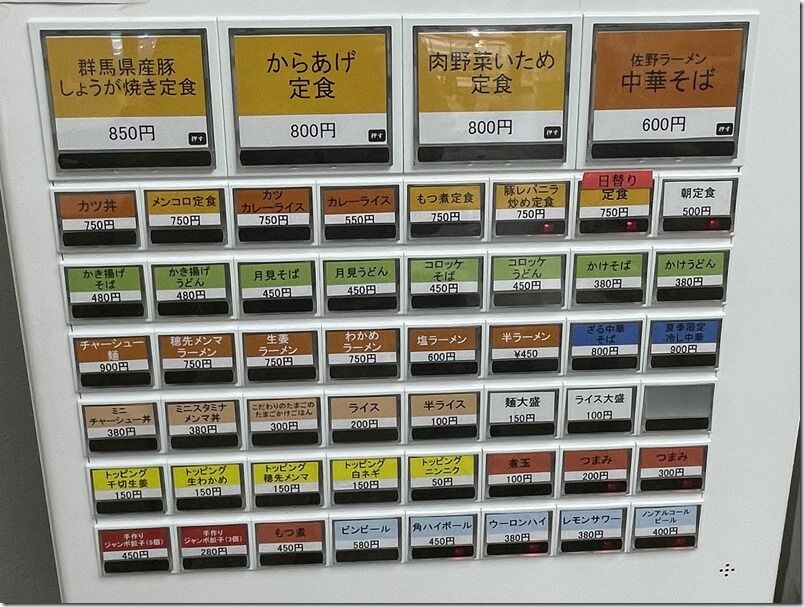 群馬県産豚
しょうが焼き定食
850円
押す
からあげ
定食
800円
押す
肉野菜いため
定食
800円
押す
佐野ラーメン
中華そば
600円
押す
カツ丼
750円
メンコロ定食
750円
カツ
カレーライス
750円
カレーライス
550円
もつ煮定食
750円
豚レバニラ
炒め定食
750円
日替り
定食
750円
朝定食
500円
かき揚げ
そば
480円
かき揚げ
うどん
480円
月見そば
450円
月見うどん
450円
コロッケ
そば
450円
コロッケ
うどん
450円
かけそば
380円
かけうどん
380円
チャーシュー
麺
900円
穂先メンマ
ラーメン
750円
生姜
ラーメン
750円
わかめ
ラーメン
750円
塩ラーメン
600円
半ラーメン
¥450
ざる中華
そば
800円
夏季限定
冷し中華
900円
ミニ
チャーシュー丼
380円
ミニスタミナ
メンマ丼
380円
こだわりのたまごの
たまごかけごはん
300円
ライス
200円
半ライス
100円
麺大盛
150円
ライス大盛
100円
トッピング
千切生姜
150円
トッピング
生わかめ
150円
トッピング
穂先メンマ
150円
トッピング
白ネギ
150円
トッピング
ニンニク
50円
煮玉
100円
つまみ
200円
つまみ
300円
手作り
ジャンボ餃子(5個)
450円
手作り
ジャンボ餃子(3個)
280円
もつ煮
450円
ビンビール
580円
角ハイボール
450円
ウーロンハイ
380円
レモンサワー
380円
ノンアルコール
ビール
400円